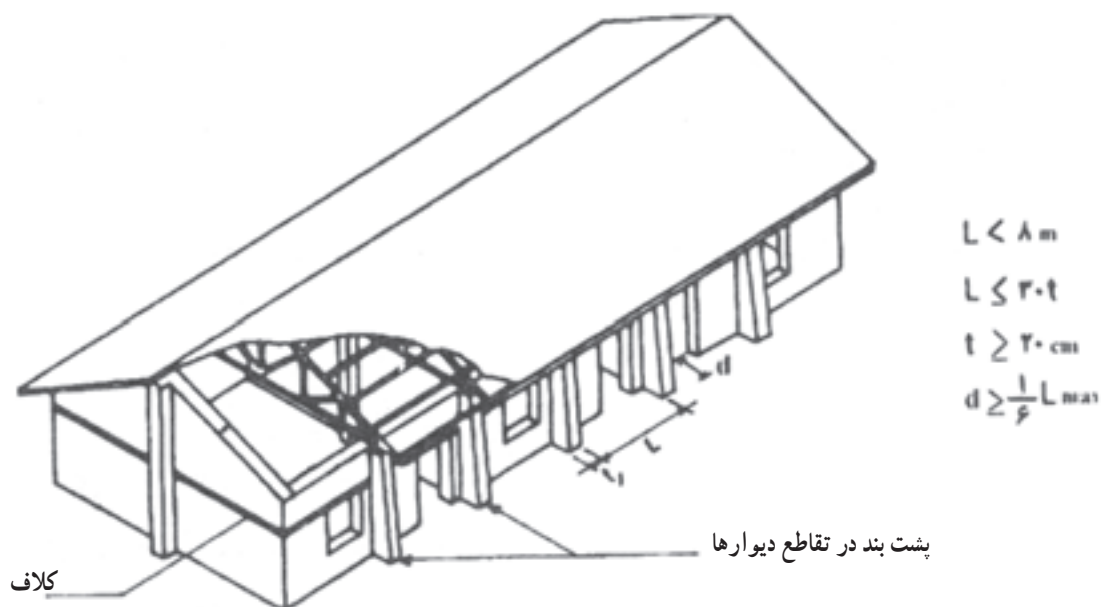 L < ۸ m
L ≤ ۳۰t
t ≥ ۲۰ cm
d ≥ ۱/۶ L max
d
L
t
پشت بند در تقاطع دیوارها
کلاف